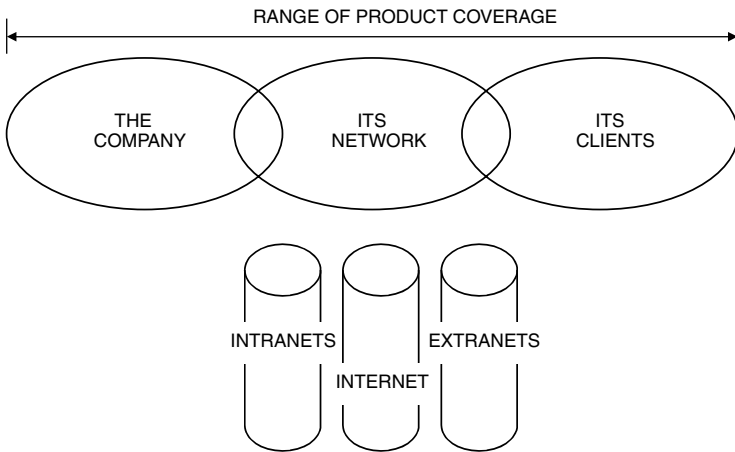 RANGE OF PRODUCT COVERAGE
THE
COMPANY
ITS
NETWORK
ITS
CLIENTS
INTRANETS
EXTRANETS
INTERNET